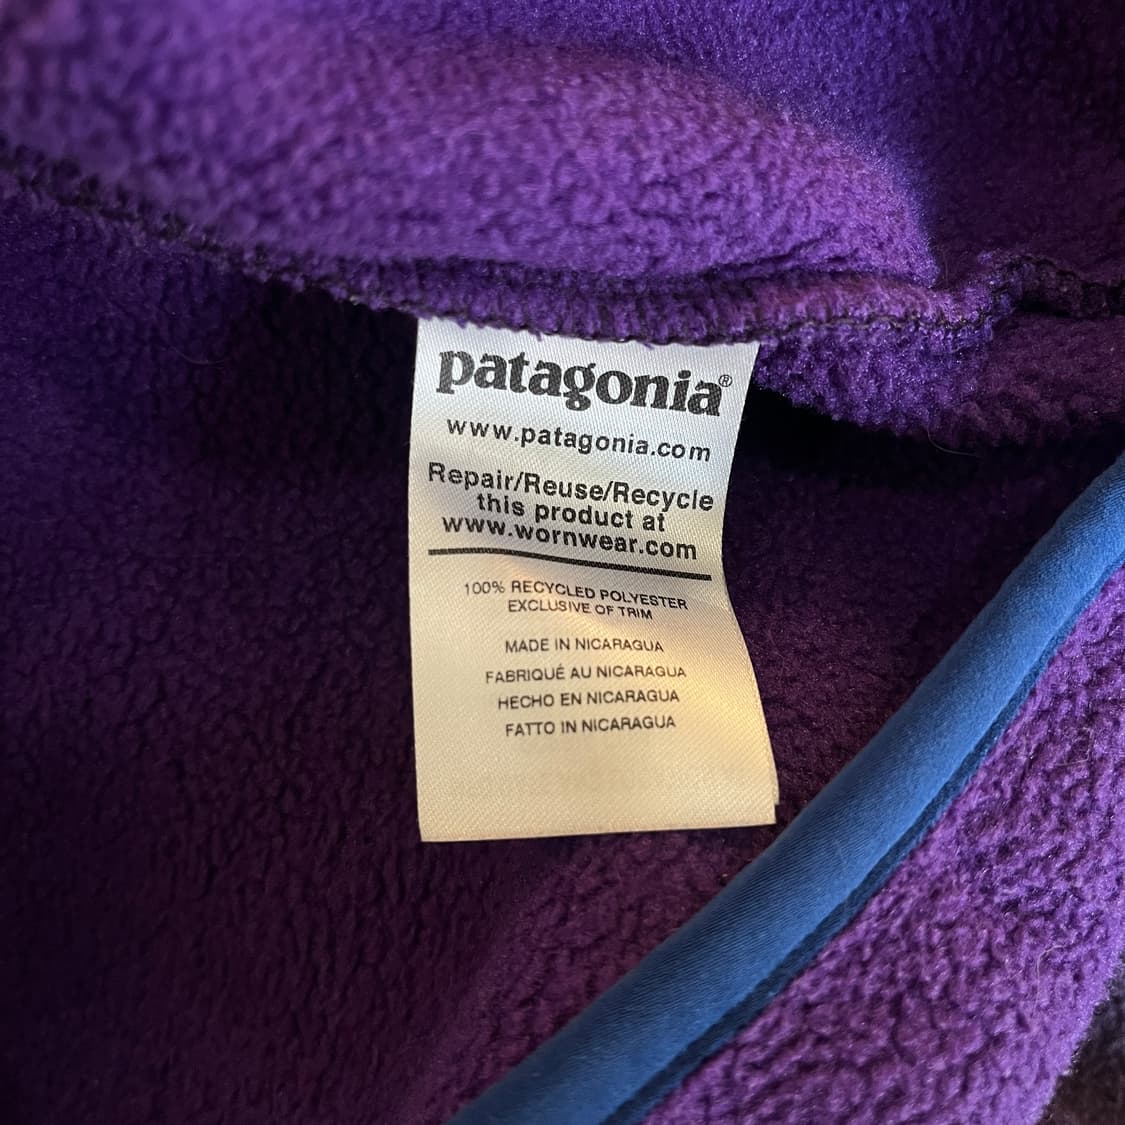 patagonia®
www.patagonia.com
Repair/Reuse/Recycle
this product at
www.wornwear.com
100% RECYCLED POLYESTER
EXCLUSIVE OF TRIM
MADE IN NICARAGUA
FABRIQUÉ AU NICARAGUA
HECHO EN NICARAGUA
FATTO IN NICARAGUA